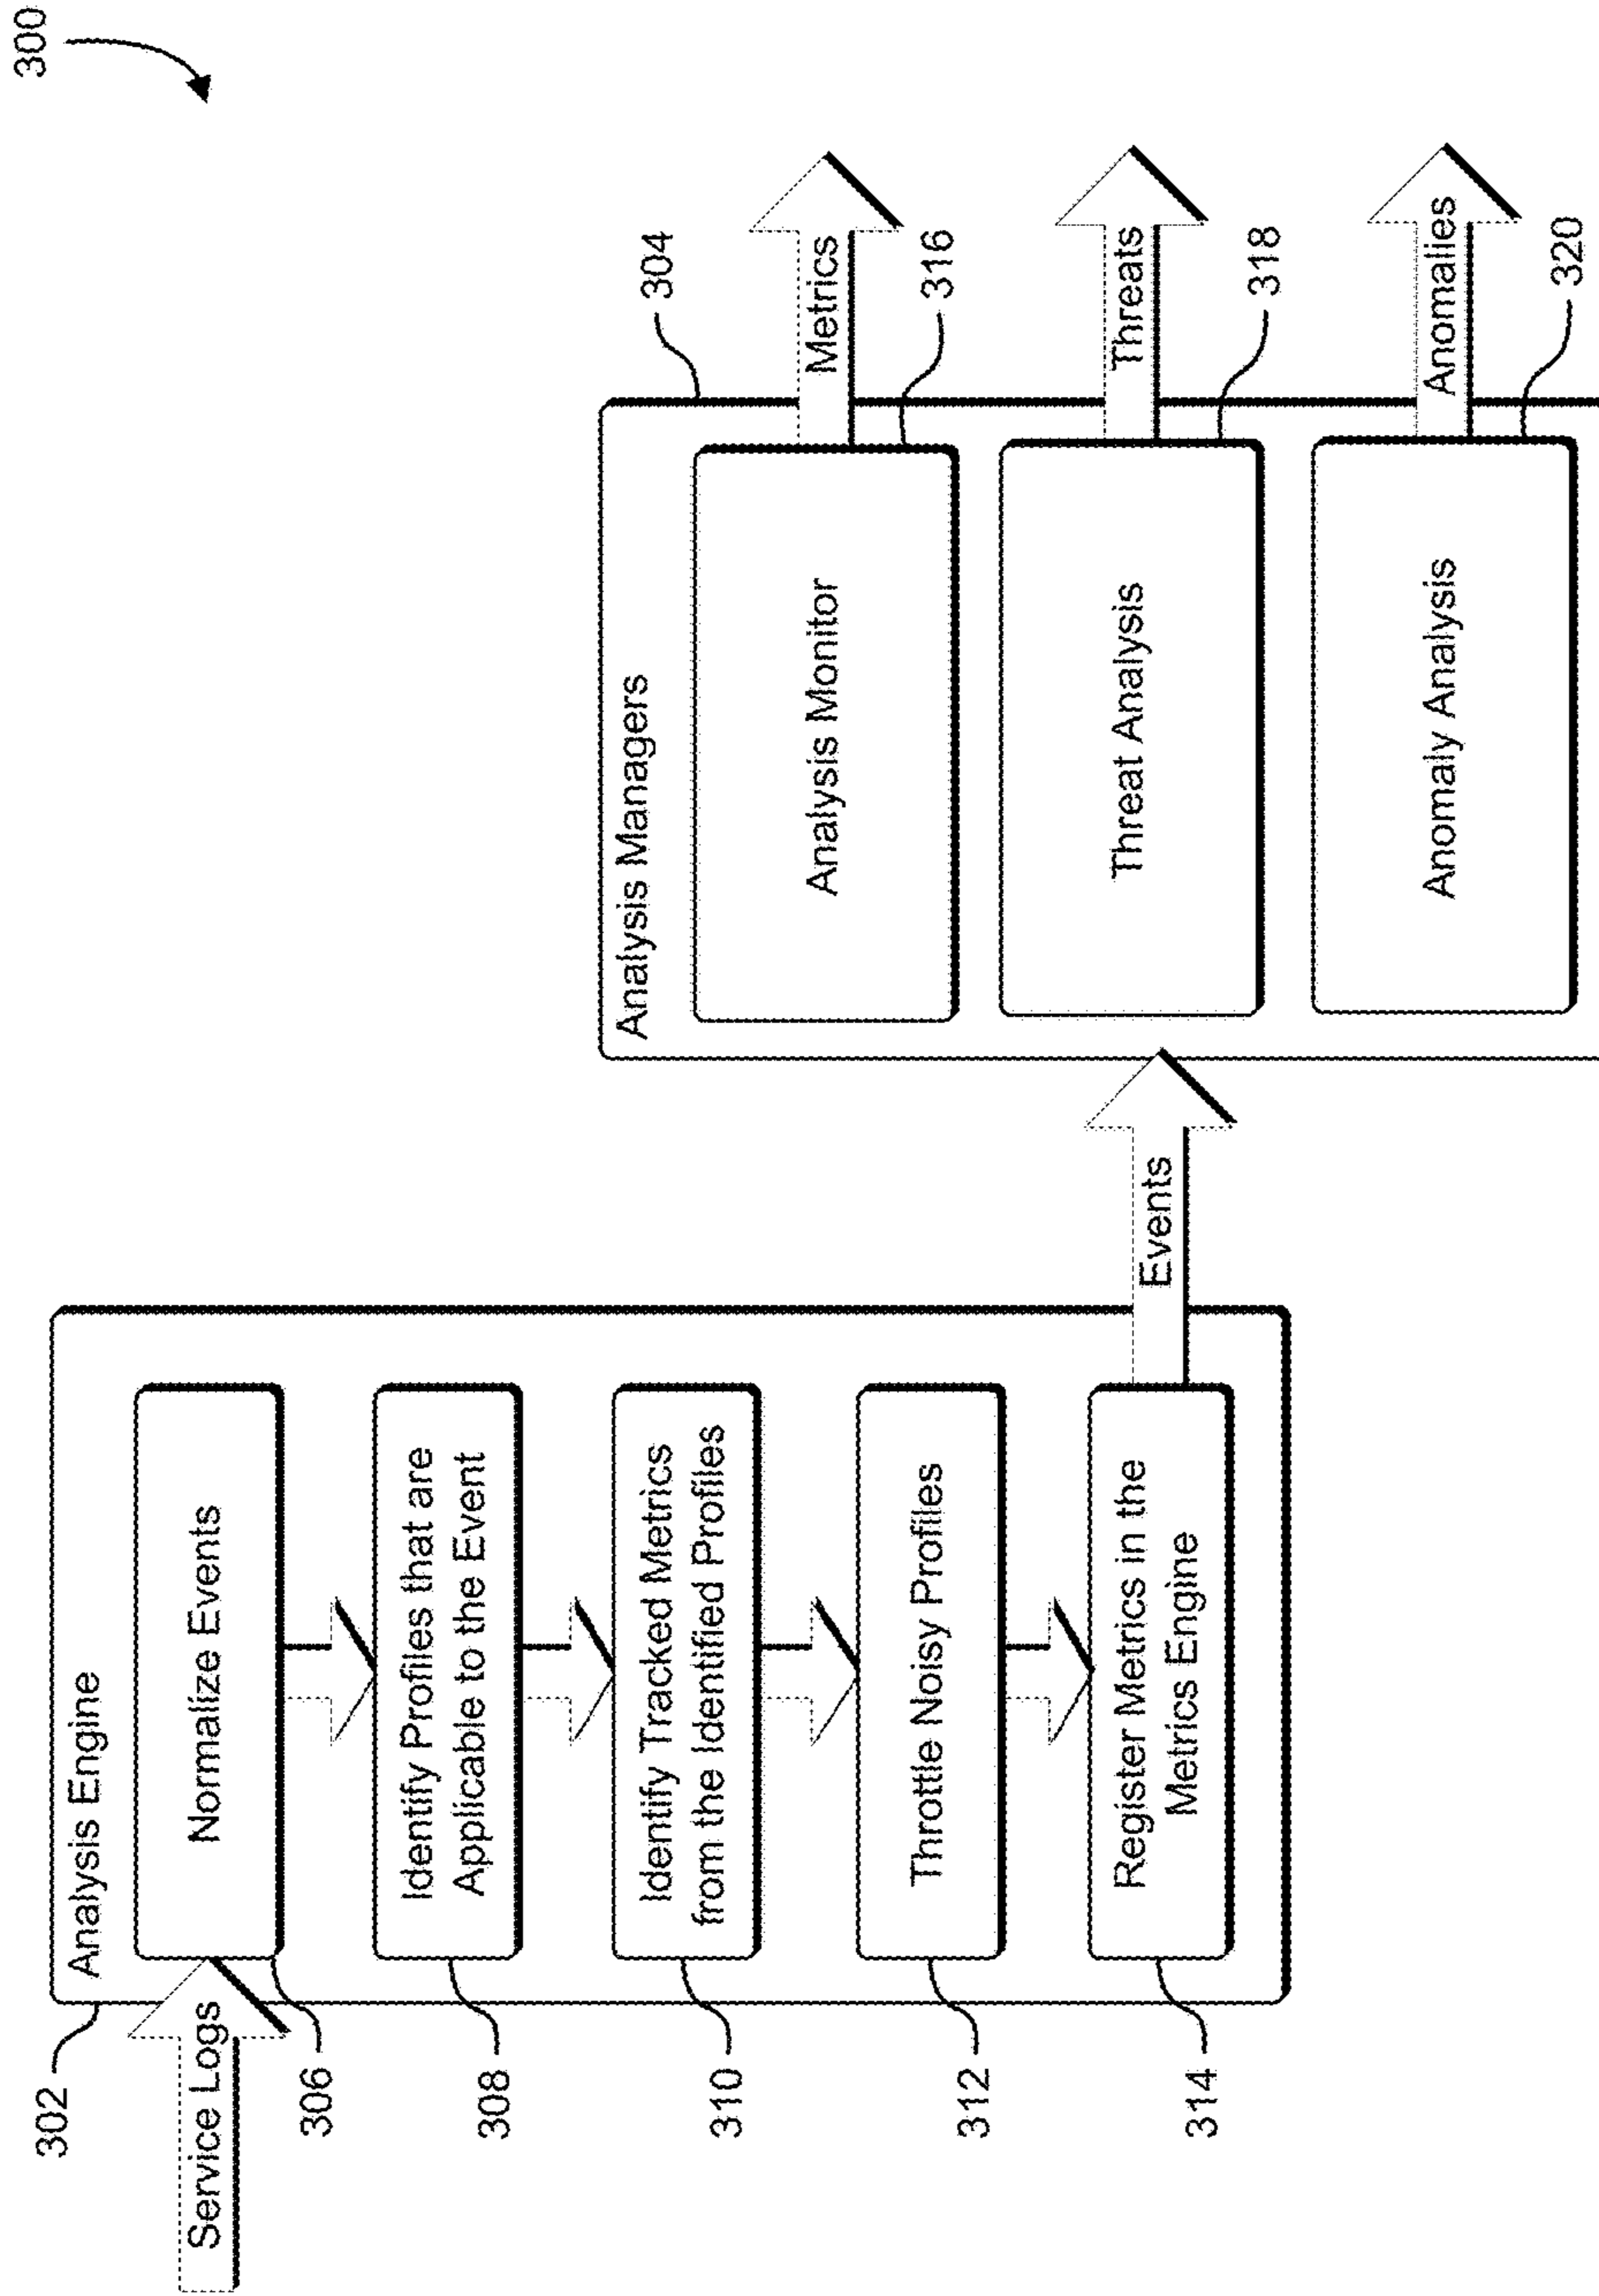 300
302
Analysis Engine
Service Logs
Normalize Events
306
Identify Profiles that are
Applicable to the Event
308
Identify Tracked Metrics
from the Identified Profiles
310
Throttle Noisy Profiles
312
Register Metrics in the
Metrics Engine
314
Events
304
Analysis Managers
Analysis Monitor
Metrics
316
Threat Analysis
Threats
318
Anomaly Analysis
Anomalies
320